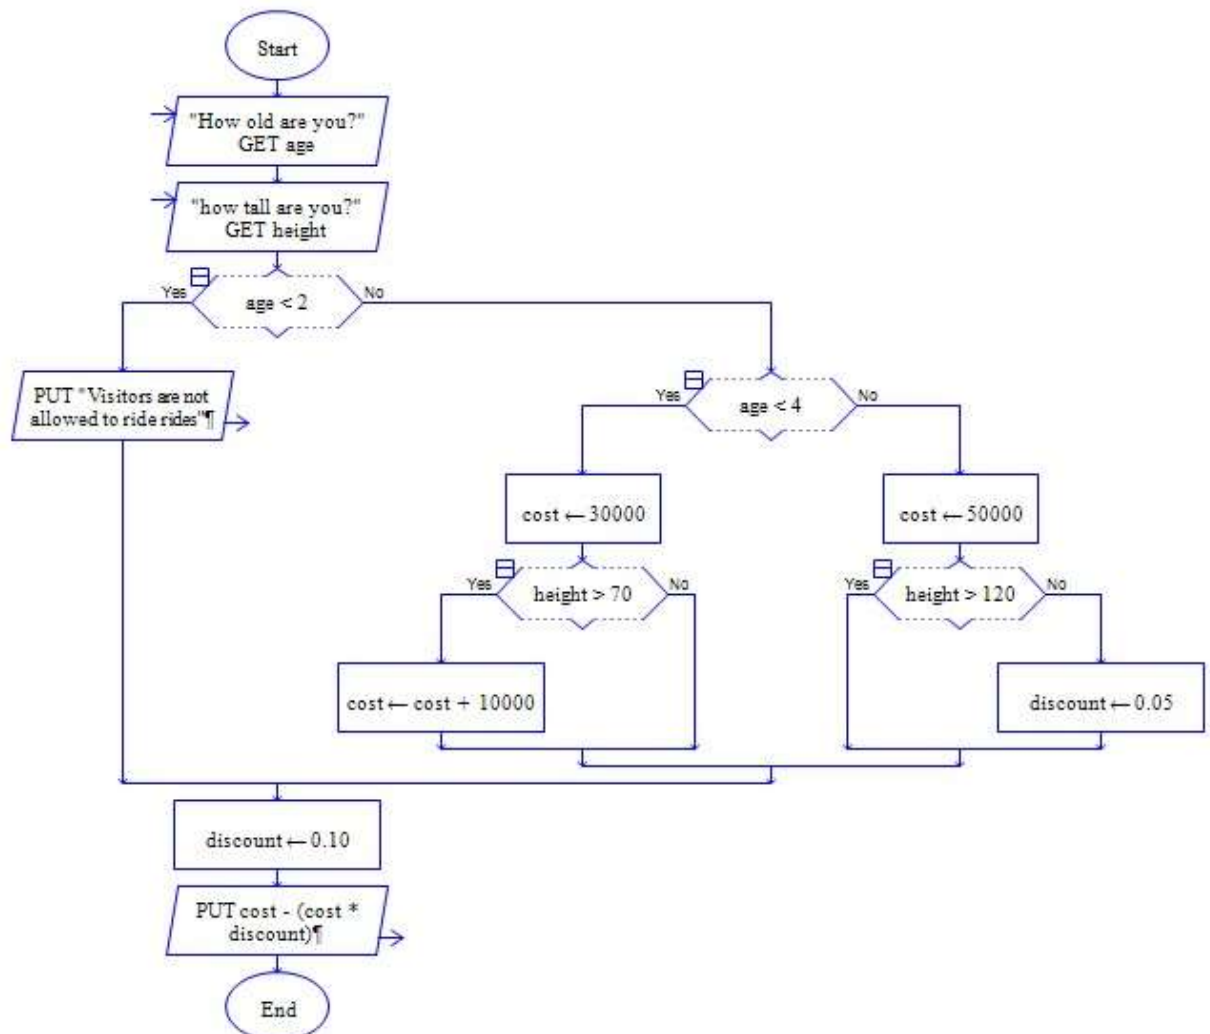 Start
"How old are you?"
GET age
"how tall are you?"
GET height
Yes
age < 2
No
PUT "Visitors are not
allowed to ride rides"¶
Yes
age < 4
No
cost ← 30000
cost ← 50000
Yes
height > 70
No
Yes
height > 120
No
cost ← cost + 10000
discount ← 0.05
discount ← 0.10
PUT cost - (cost *
discount)¶
End